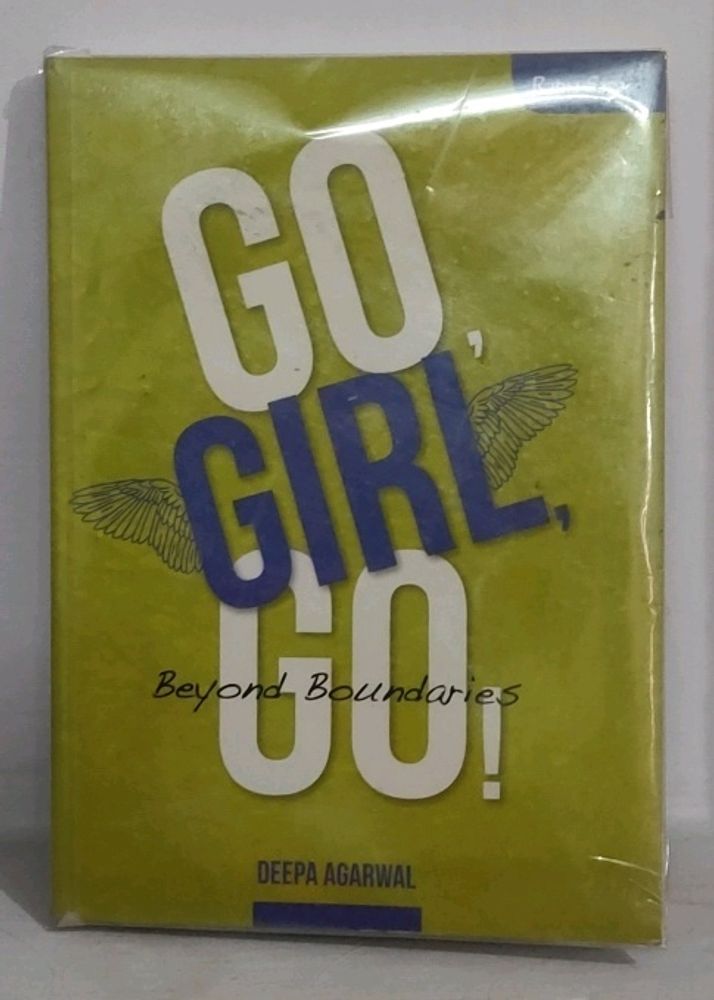 GO,
GIRL,
GO!
Beyond Boundaries
DEEPA AGARWAL